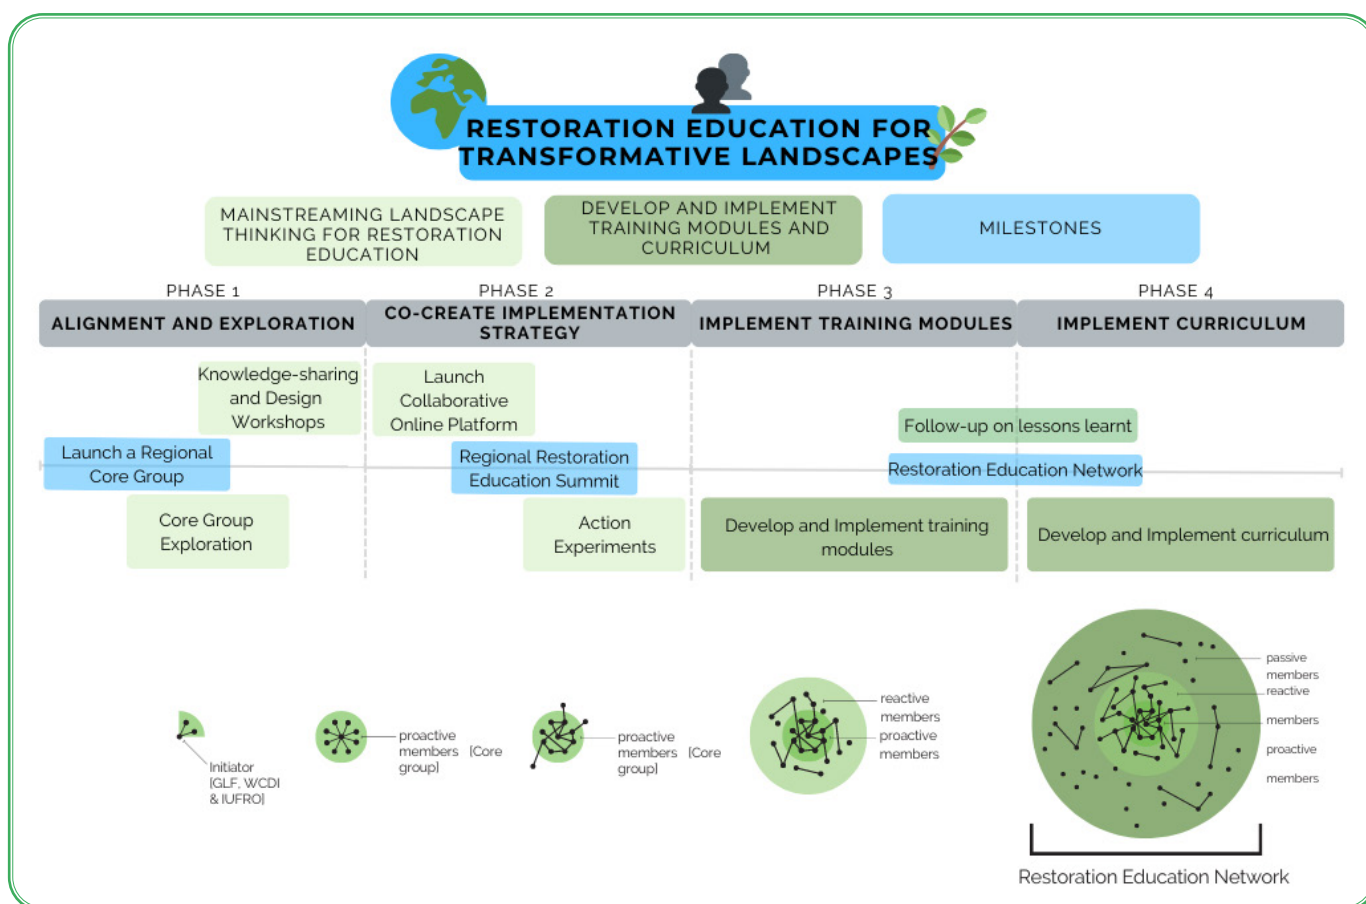 RESTORATION EDUCATION FOR
TRANSFORMATIVE LANDSCAPES
MAINSTREAMING LANDSCAPE
THINKING FOR RESTORATION
EDUCATION
DEVELOP AND IMPLEMENT
TRAINING MODULES AND
CURRICULUM
MILESTONES
PHASE 1
ALIGNMENT AND EXPLORATION
PHASE 2
CO-CREATE IMPLEMENTATION
STRATEGY
PHASE 3
IMPLEMENT TRAINING MODULES
PHASE 4
IMPLEMENT CURRICULUM
Knowledge-sharing
and Design
Workshops
Launch
Collaborative
Online Platform
Follow-up on lessons learnt
Launch a Regional
Core Group
Regional Restoration
Education Summit
Restoration Education Network
Core Group
Exploration
Action
Experiments
Develop and Implement training
modules
Develop and Implement curriculum
Initiator
[GLF, WCDI
& IUFRO]
proactive
members [Core
group]
proactive
members [Core
group]
reactive
members
proactive
members
passive
members
reactive
members
proactive
members
Restoration Education Network